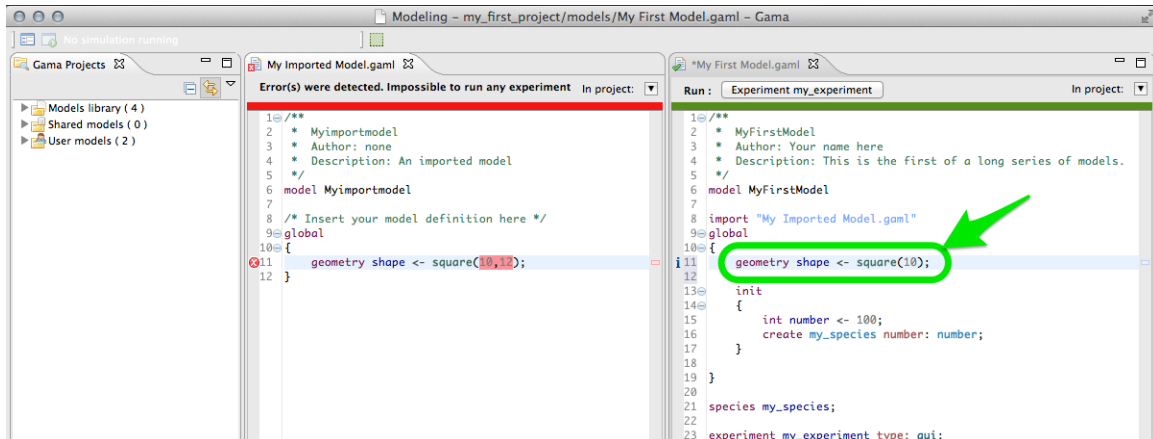 Modeling - my_first_project/models/My First Model.gaml - Gama
No simulation running
Gama Projects
Models library ( 4 )
Shared models ( 0 )
User models ( 2 )
My Imported Model.gaml
Error(s) were detected. Impossible to run any experiment In project:
1 /**
2 * Myimportmodel
3 * Author: none
4 * Description: An imported model
5 */
6 model Myimportmodel
7
8 /* Insert your model definition here */
9 global
10 {
11 geometry shape <- square(10,12);
12 }
*My First Model.gaml
Run : Experiment my_experiment In project:
1 /**
2 * MyFirstModel
3 * Author: Your name here
4 * Description: This is the first of a long series of models.
5 */
6 model MyFirstModel
7
8 import "My Imported Model.gaml"
9 global
10 {
i 11 geometry shape <- square(10);
12
13 init
14 {
15 int number <- 100;
16 create my_species number: number;
17 }
18
19 }
20
21 species my_species;
22
23 experiment my_experiment type: gui;